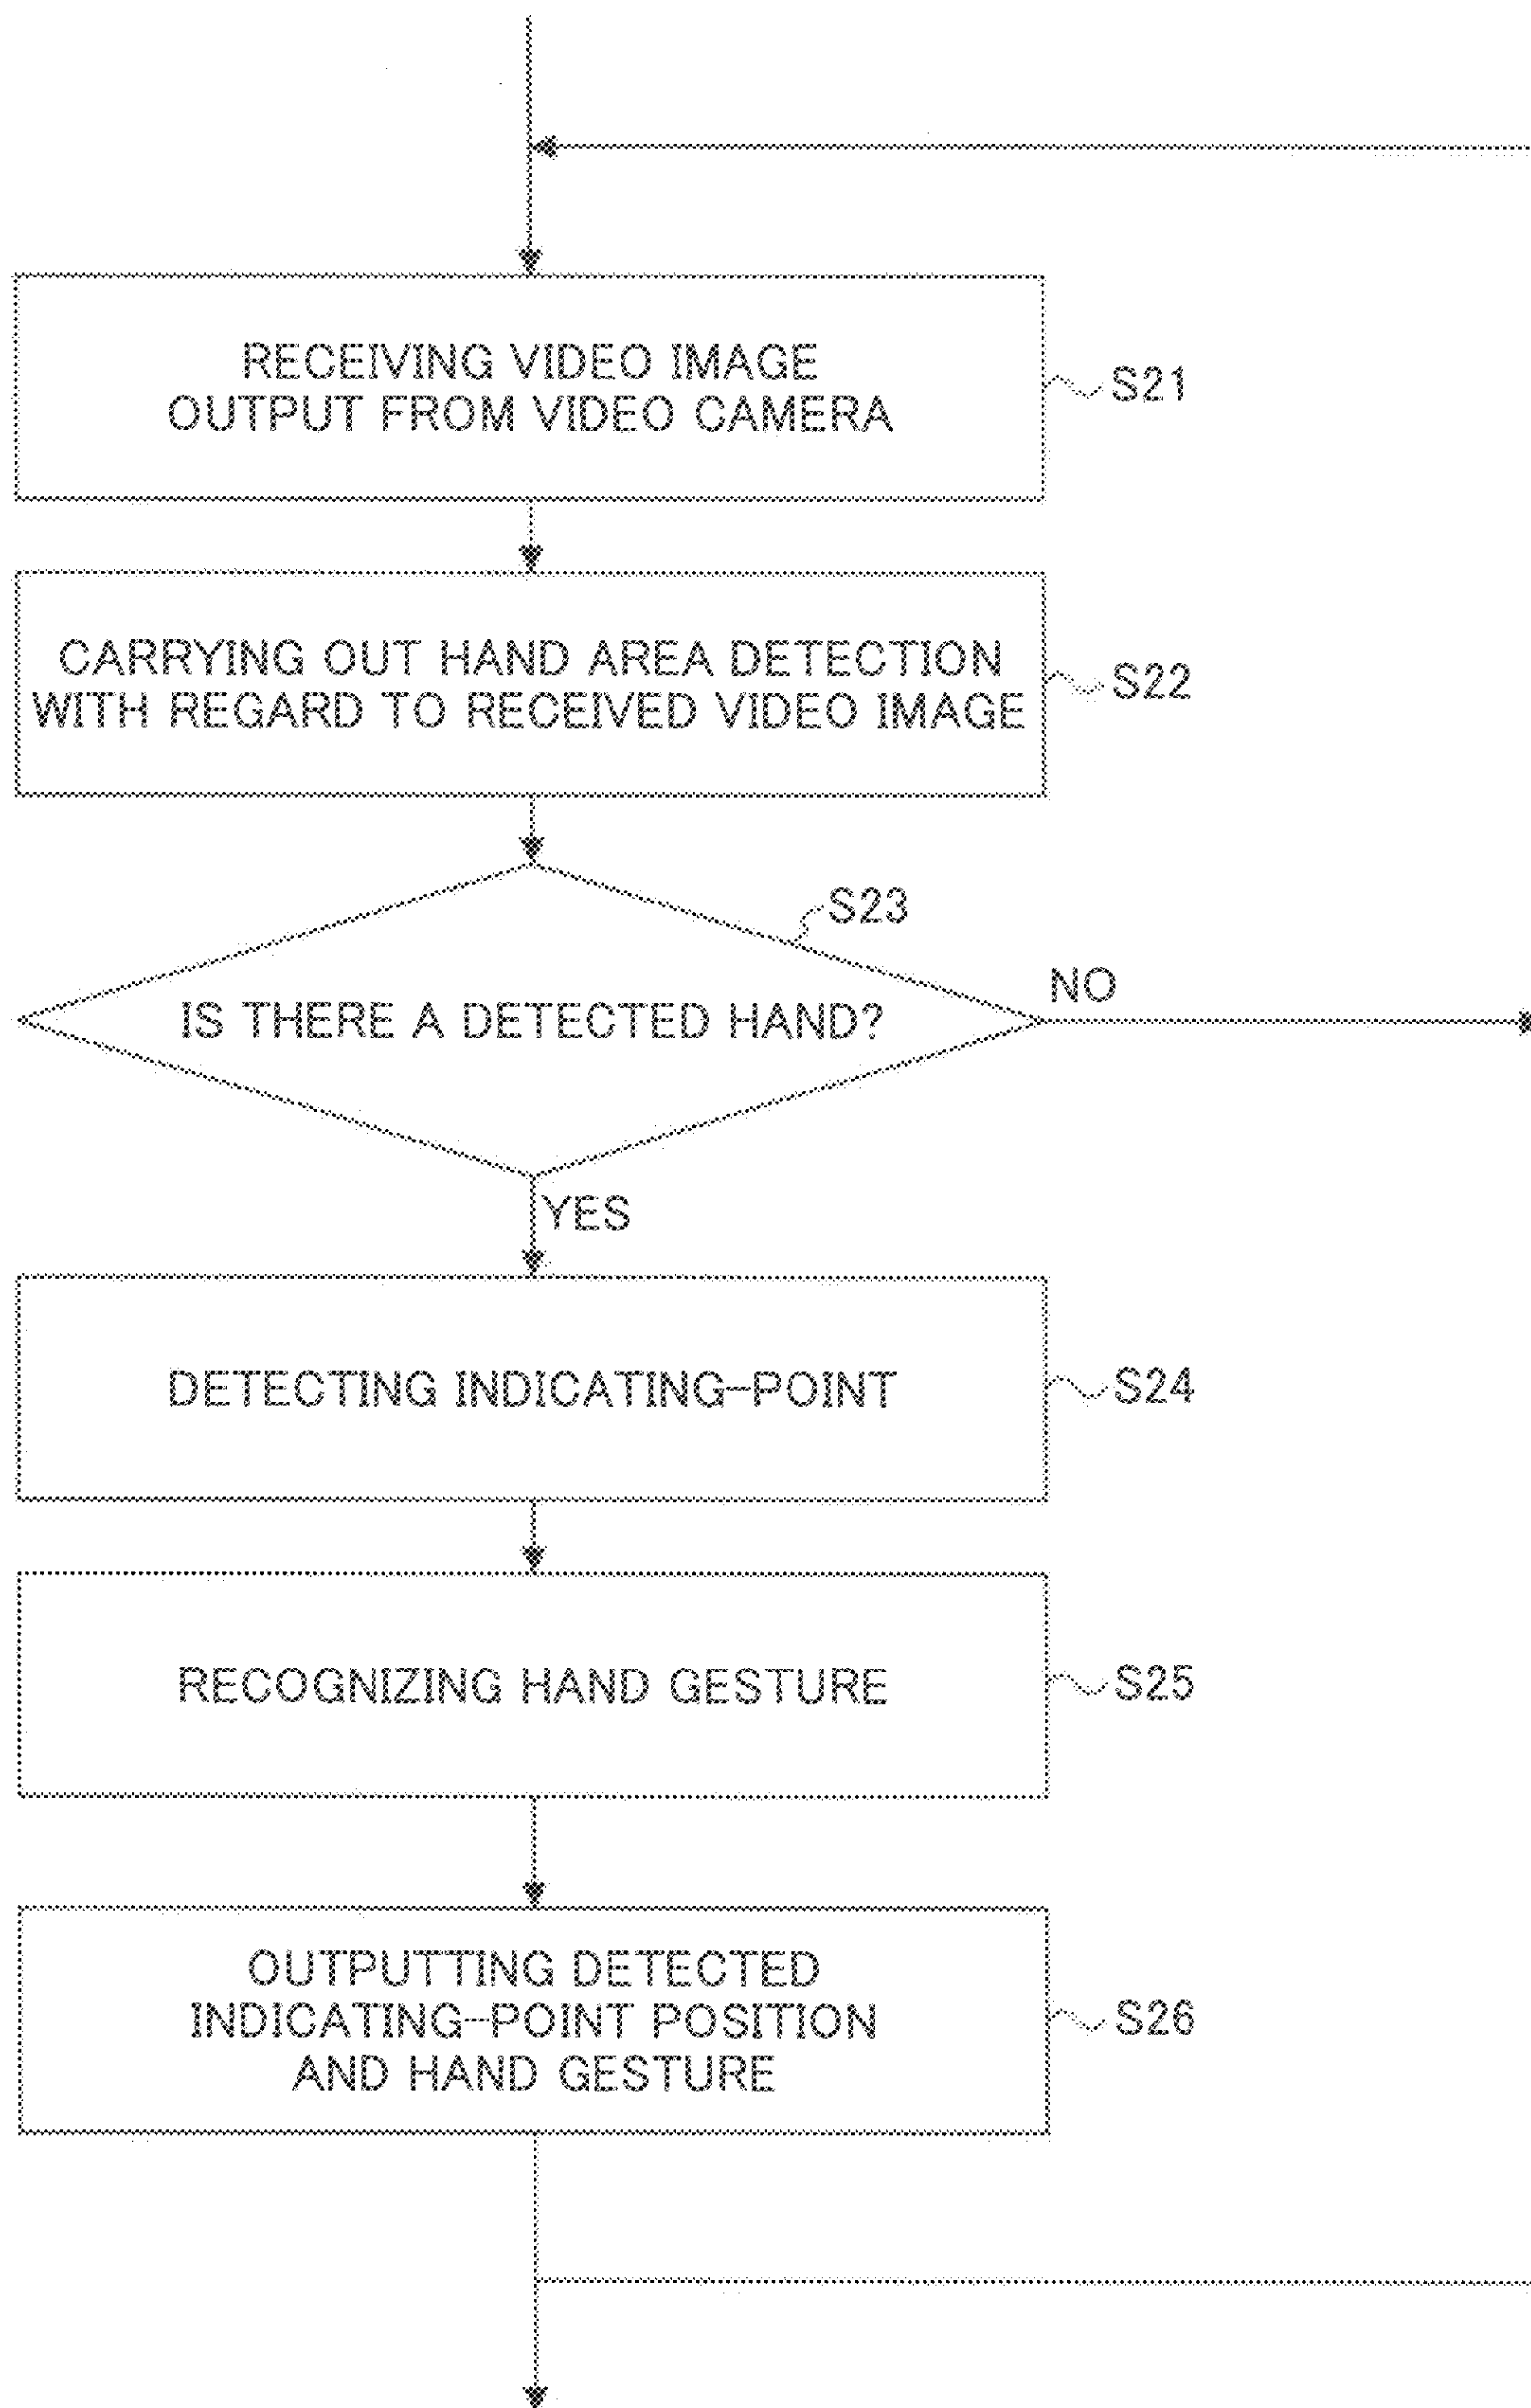 RECEIVING VIDEO IMAGE
OUTPUT FROM VIDEO CAMERA
S21
CARRYING OUT HAND AREA DETECTION
WITH REGARD TO RECEIVED VIDEO IMAGE
S22
S23
IS THERE A DETECTED HAND?
NO
YES
DETECTING INDICATING-POINT
S24
RECOGNIZING HAND GESTURE
S25
OUTPUTTING DETECTED
INDICATING-POINT POSITION
AND HAND GESTURE
S26